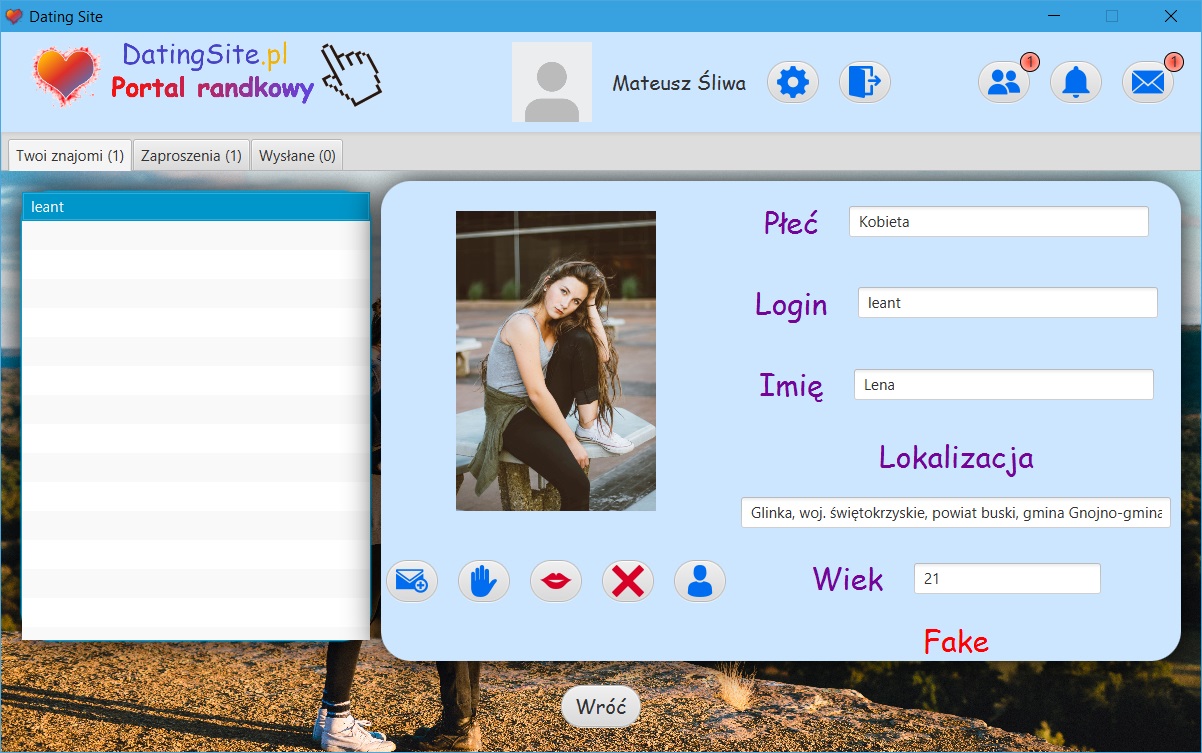 Dating Site
DatingSite.pl
Portal randkowy
Mateusz Śliwa
1
1
Twoi znajomi (1)
Zaproszenia (1)
Wysłane (0)
leant
Płeć
Kobieta
Login
leant
Imię
Lena
Lokalizacja
Glinka, woj. świętokrzyskie, powiat buski, gmina Gnojno-gmina
Wiek
21
Fake
Wróć